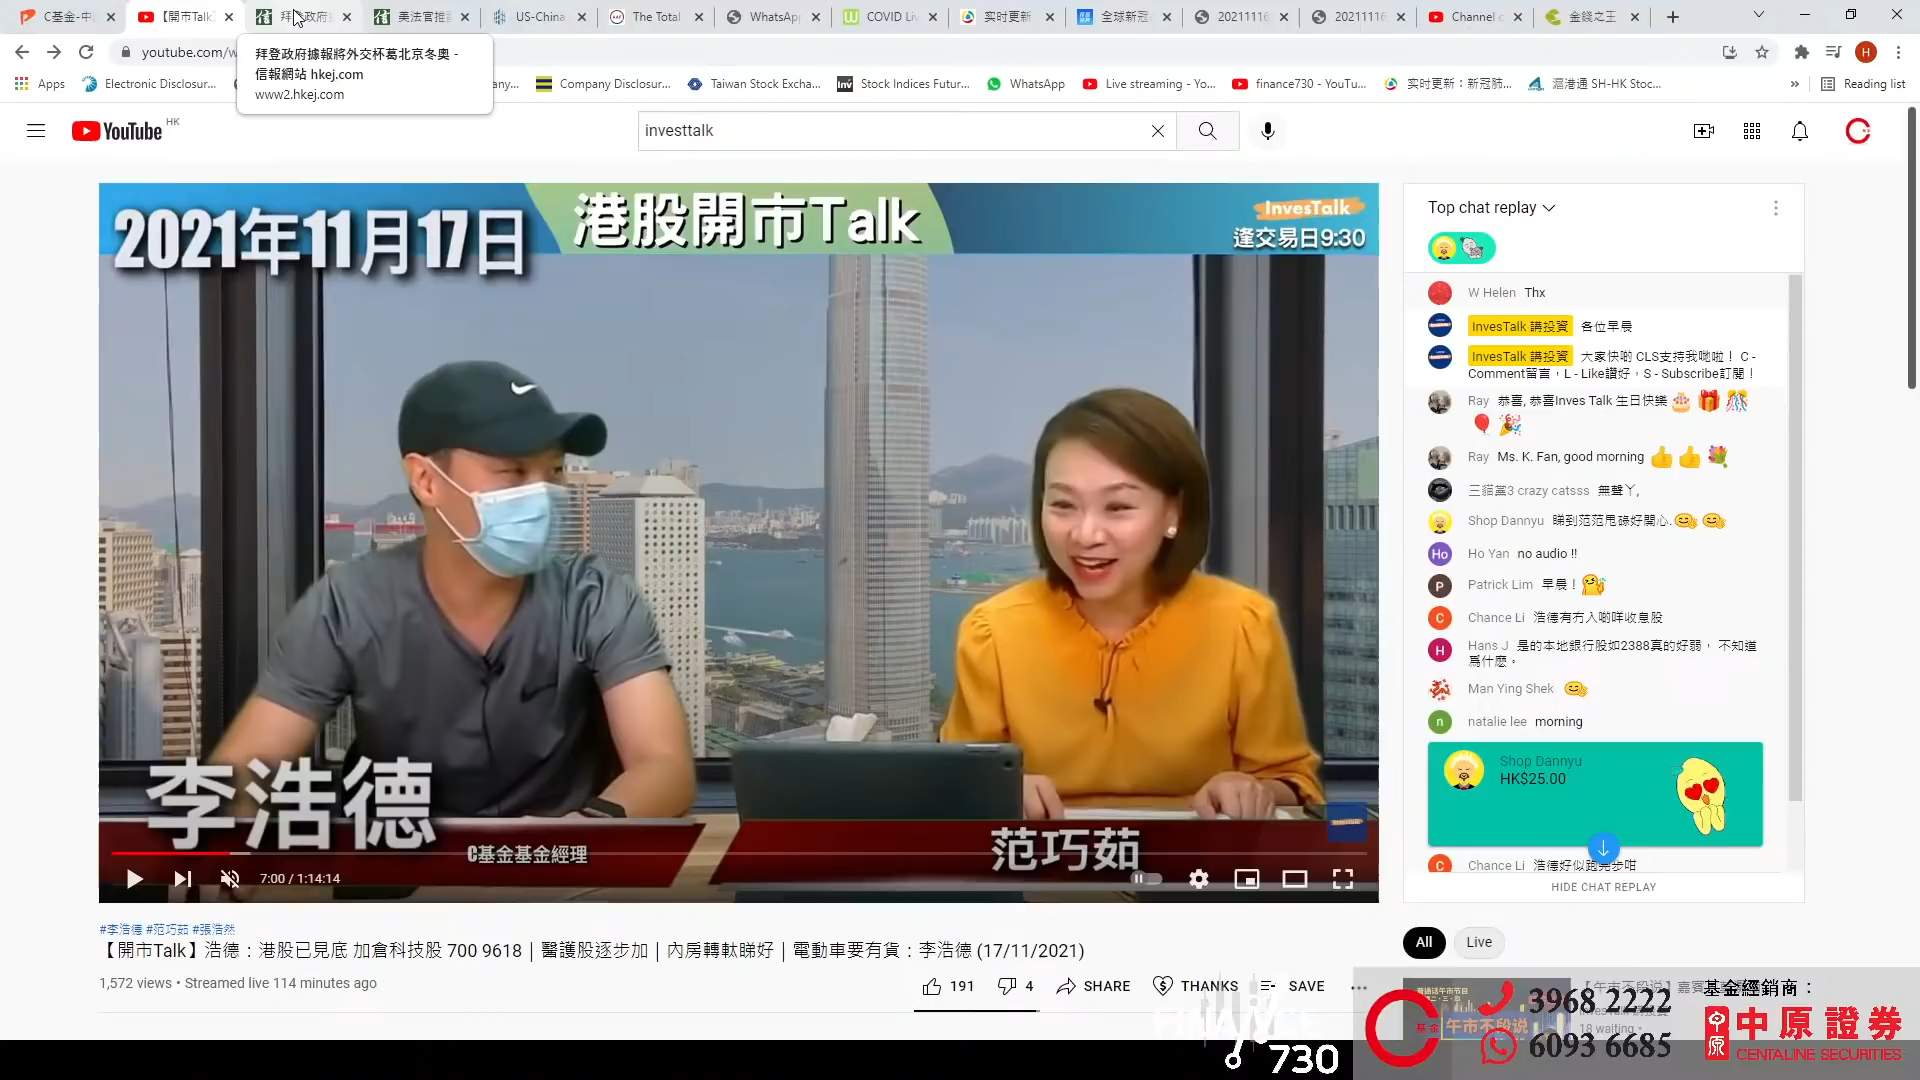 C基金-中
【開市Talk
拜登政府
美法官推
US-China
The Total
WhatsApp
COVID Liv
实时更新
全球新冠
20211116
20211116
Channel c
金錢之王
youtube.com/w
拜登政府據報將外交杯葛北京冬奧 -
信報網站 hkej.com
www2.hkej.com
Apps
Electronic Disclosur...
any...
Company Disclosur...
Taiwan Stock Excha...
Stock Indices Futur...
WhatsApp
Live streaming - Yo...
finance730 - YouTu...
实时更新：新冠肺...
滬港通 SH-HK Stoc...
Reading list
YouTube HK
investtalk
2021年11月17日
港股開市Talk
InvesTalk
逢交易日9:30
李浩德
C基金基金經理
范巧茹
7:00 / 1:14:14
Top chat replay
W Helen Thx
InvesTalk 講投資 各位早晨
InvesTalk 講投資 大家快啲 CLS支持我哋啦！ C -
Comment留言，L - Like讚好，S - Subscribe訂閱！
Ray 恭喜, 恭喜Inves Talk 生日快樂
Ray Ms. K. Fan, good morning
三貓黨3 crazy catsss 無聲丫,
Shop Dannyu 睇到范范甩碌好開心.
Ho Yan no audio !!
Patrick Lim 早晨！
Chance Li 浩德有冇入啲咩收息股
Hans J 是的本地銀行股如2388真的好弱， 不知道
爲什麽。
Man Ying Shek
natalie lee morning
Shop Dannyu
HK$25.00
Chance Li 浩德好似跑完步咁
HIDE CHAT REPLAY
#李浩德 #范巧茹 #張浩然
【開市Talk】浩德：港股已見底 加倉科技股 700 9618｜醫護股逐步加｜內房轉軚睇好｜電動車要有貨：李浩德 (17/11/2021)
1,572 views • Streamed live 114 minutes ago
191
4
SHARE
THANKS
SAVE
All
Live
午市不段说
18 waiting
FINANCE
730
C基金
3968 2222
6093 6685
基金經銷商：
中原證券
CENTALINE SECURITIES